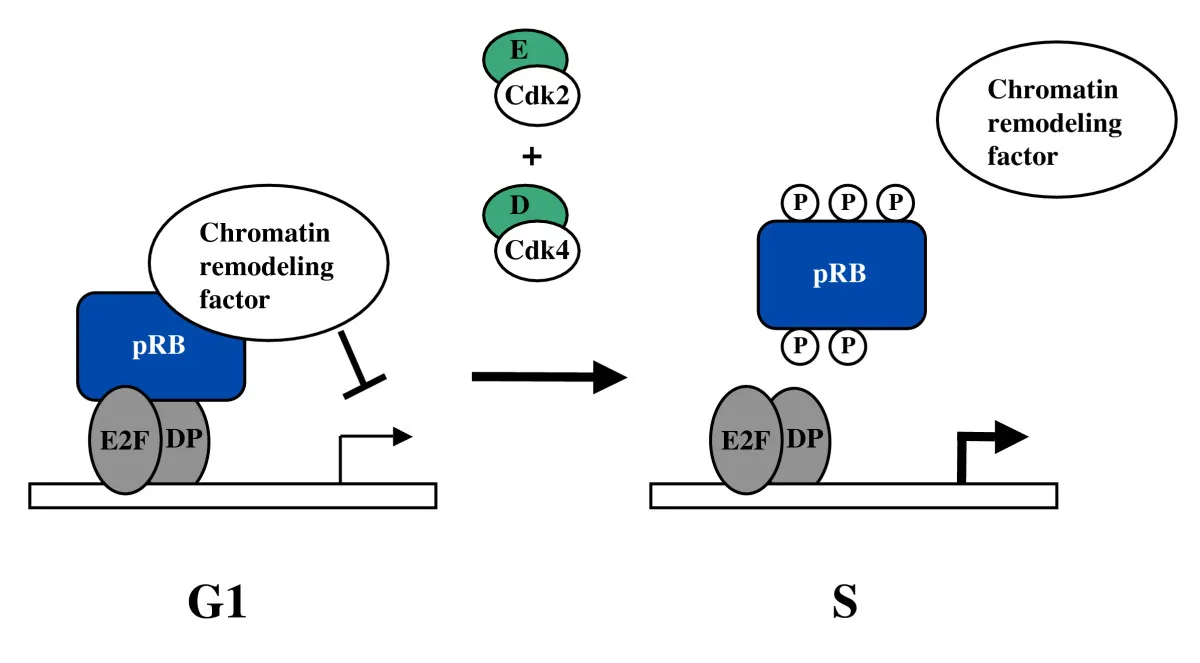 E
Cdk2
+
D
Cdk4
Chromatin
remodeling
factor
pRB
E2F DP
G1
Chromatin
remodeling
factor
P P P
pRB
P P
E2F DP
S